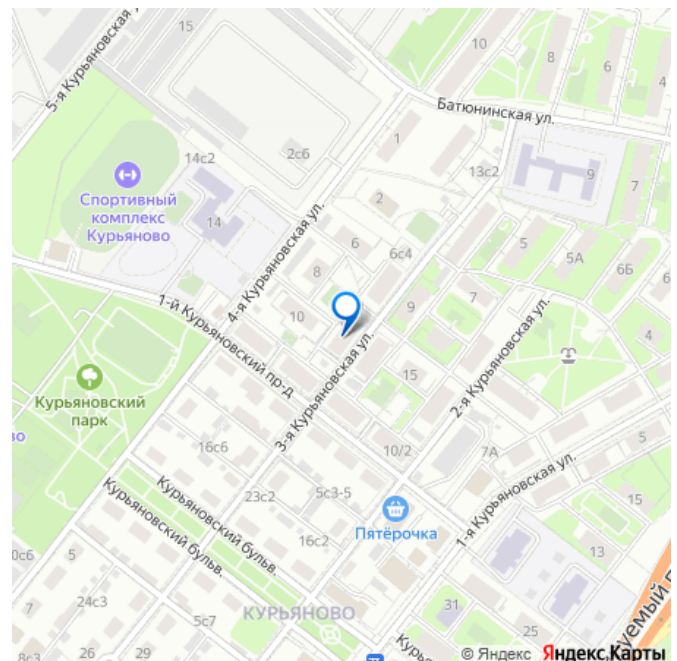 15
5-я Курьяновская у
10
8
6
4
Батюнинская ул.
1
2с6
14с2
13с2
9
7
Спортивный
комплекс
Курьяново
14
2
4-я Курьяновская ул.
6
6с4
5
5А
6Б
8
1-й Курьяновский пр-д
10
9
7
2-я Курьяновская ул.
4
3-я Курьяновская ул.
15
Курьяновский
парк
во
16с6
10/2
7А
5
1-я Курьяновская ул.
23с2
5с3-5
15
Курьяновский бульв.
Курьяновский бульв.
16с2
Пятёрочка
13
0с6
5
24с3
7
5с7
КУРЬЯНОВО
31
25
уемый п
8с3
26
29
Курья
© Яндекс Яндекс.Карты